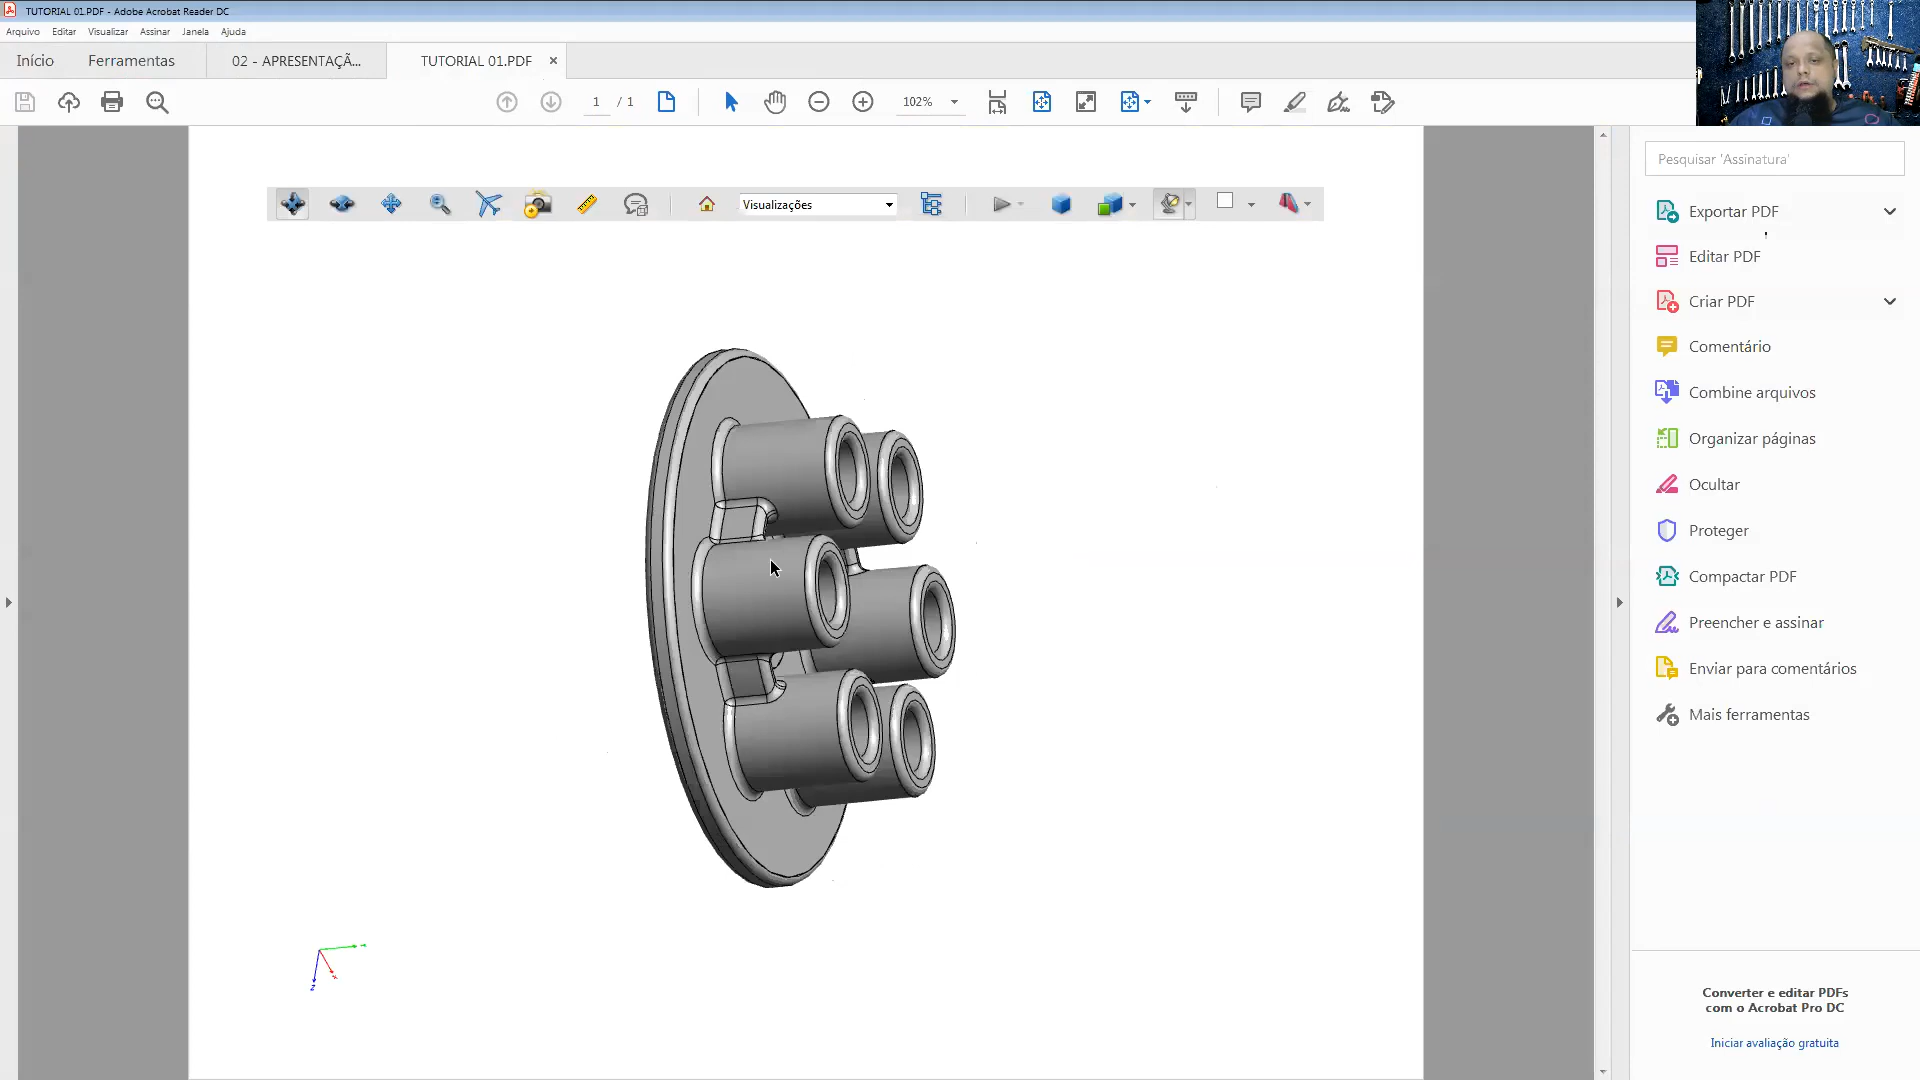 TUTORIAL 01.PDF - Adobe Acrobat Reader DC
Arquivo Editar Visualizar Assinar Janela Ajuda
Início Ferramentas 02 - APRESENTAÇÃ... TUTORIAL 01.PDF ×
1 / 1 102%
Pesquisar 'Assinatura'
Visualizações
Exportar PDF
Editar PDF
Criar PDF
Comentário
Combine arquivos
Organizar páginas
Ocultar
Proteger
Compactar PDF
Preencher e assinar
Enviar para comentários
Mais ferramentas
Z
Converter e editar PDFs
com o Acrobat Pro DC
Iniciar avaliação gratuita